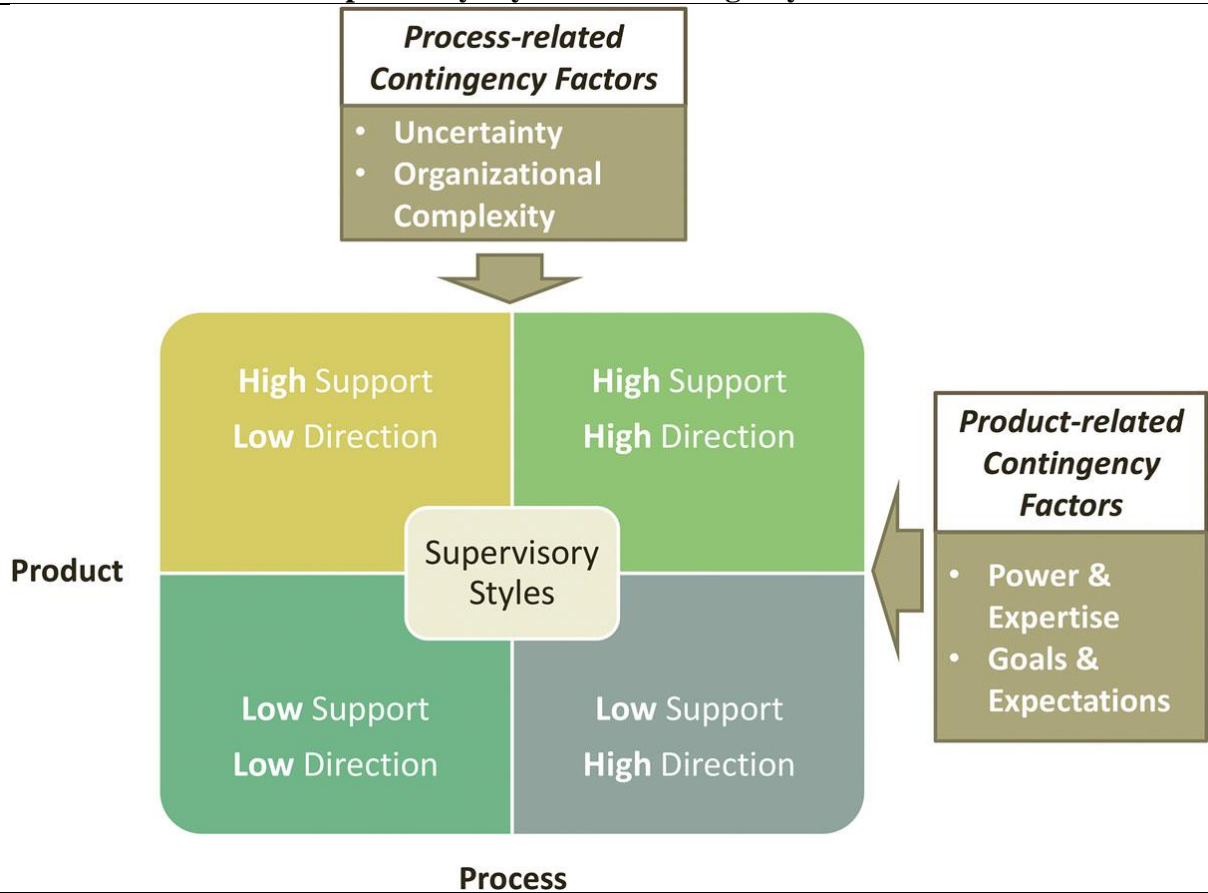 Process-related
Contingency Factors
• Uncertainty
• Organizational
Complexity
High Support
Low Direction
High Support
High Direction
Product-related
Contingency
Factors
• Power &
Expertise
• Goals &
Expectations
Supervisory
Styles
Product
Low Support
Low Direction
Low Support
High Direction
Process